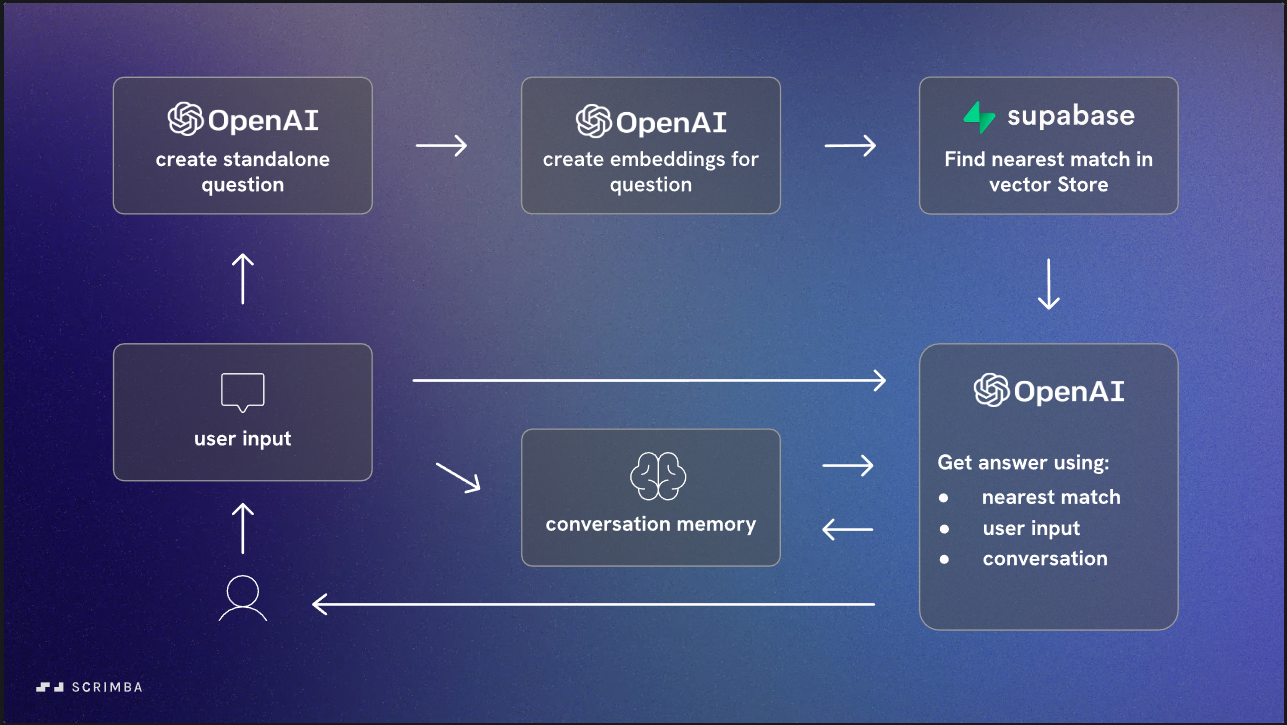 OpenAI
create standalone
question
OpenAI
create embeddings for
question
supabase
Find nearest match in
vector Store
user input
conversation memory
OpenAI
Get answer using:
● nearest match
● user input
● conversation
SCRIMBA